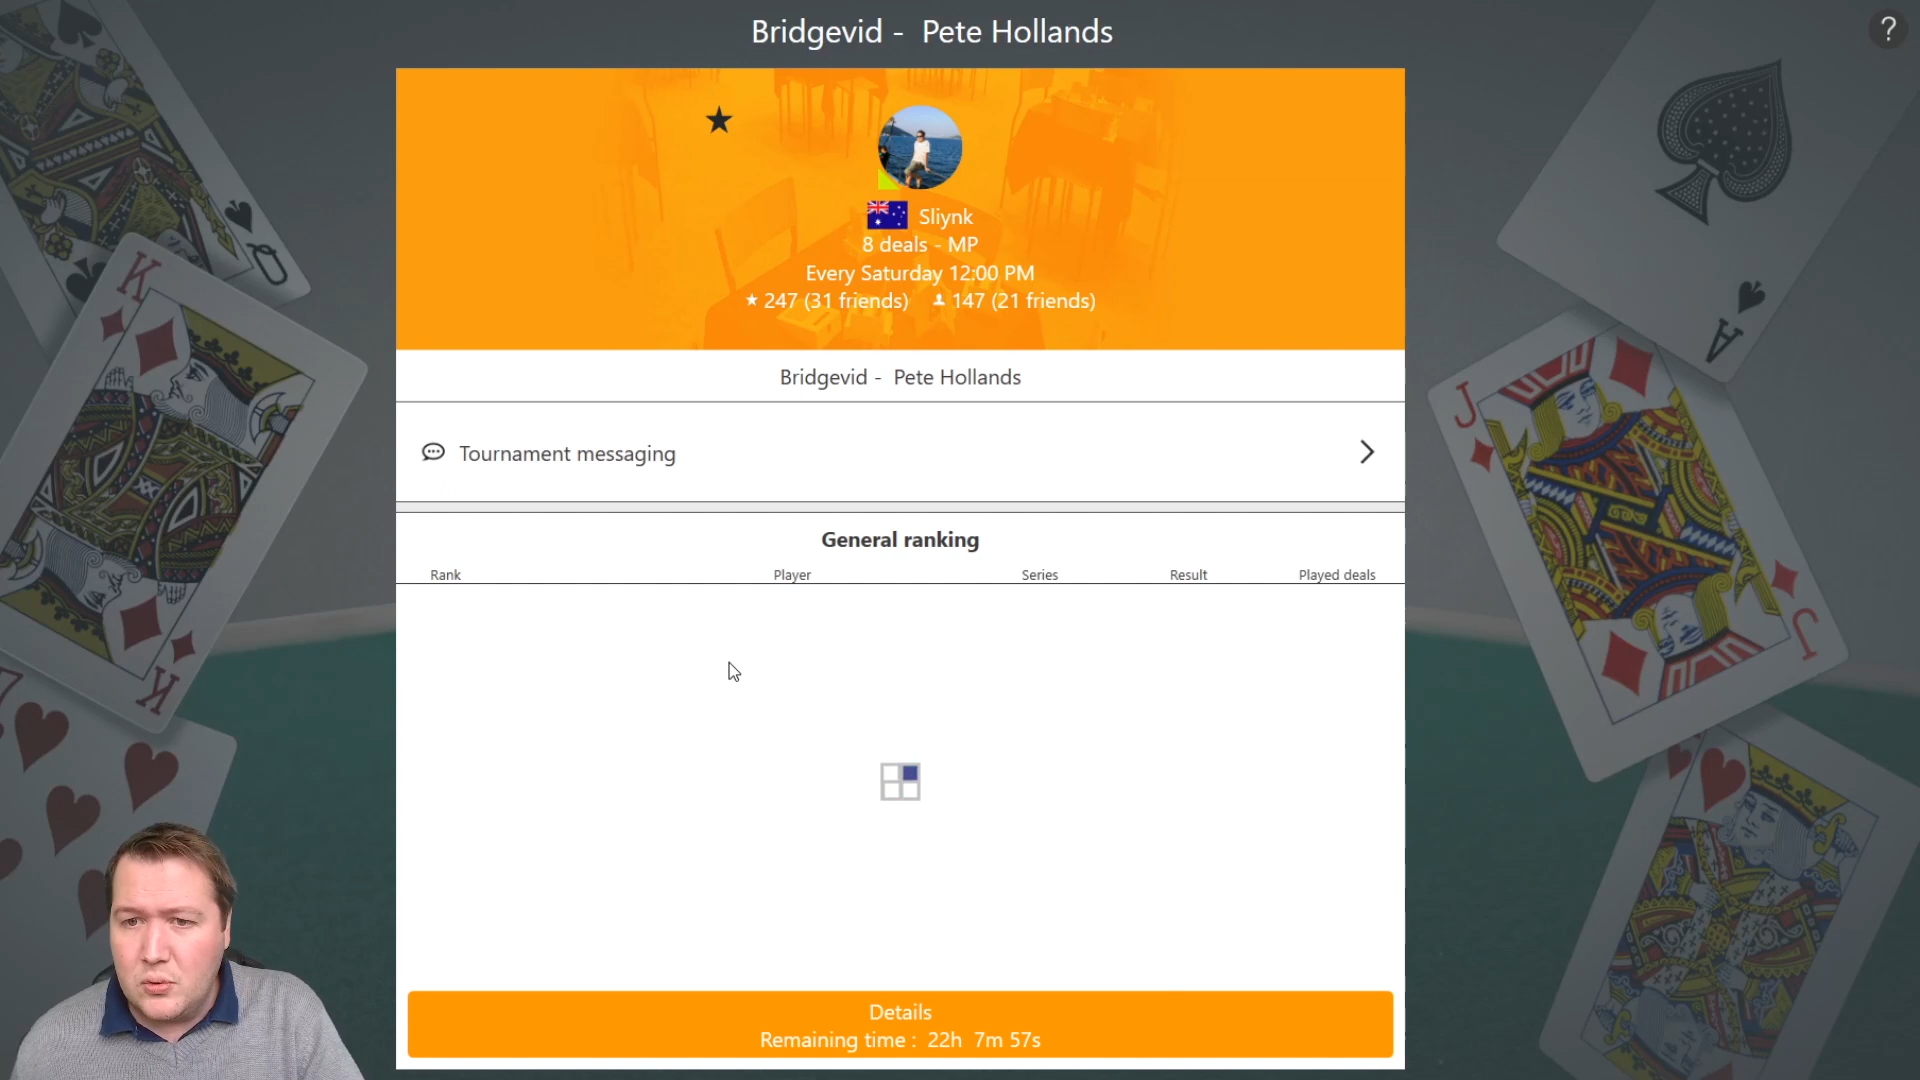 Bridgevid - Pete Hollands
?
Sliynk
8 deals - MP
Every Saturday 12:00 PM
★ 247 (31 friends) 147 (21 friends)
Bridgevid - Pete Hollands
Tournament messaging
General ranking
Rank Player Series Result Played deals
Details
Remaining time : 22h 7m 57s
Q
K
K
7
A
J
J